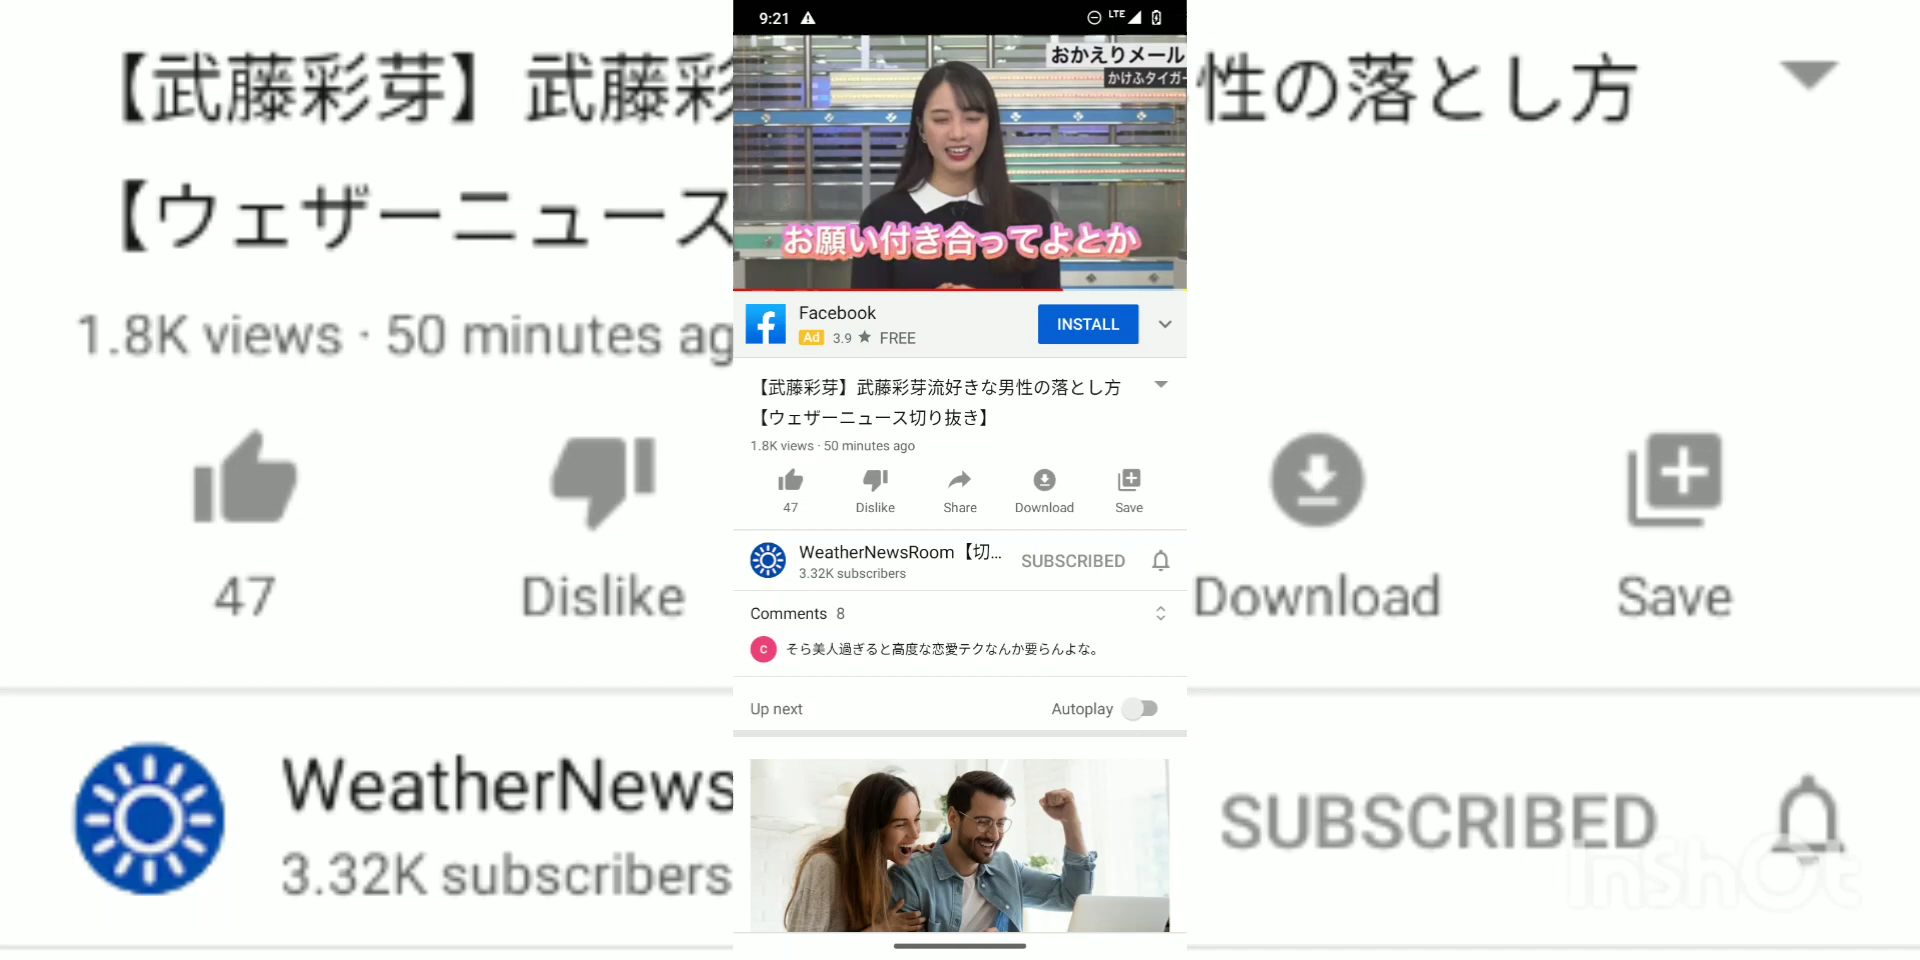 9:21
LTE
おかえりメール
かけふタイガー
お願い付き合ってよとか
Facebook
INSTALL
Ad 3.9 ★ FREE
【武藤彩芽】武藤彩芽流好きな男性の落とし方
【ウェザーニュース切り抜き】
1.8K views · 50 minutes ago
47
Dislike
Share
Download
Save
WeatherNewsRoom【切...
SUBSCRIBED
3.32K subscribers
Comments 8
C
そら美人過ぎると高度な恋愛テクなんか要らんよな。
Up next
Autoplay
【武藤彩芽】武藤彩
性の落とし方
【ウェザーニュース
1.8K views · 50 minutes ag
47
Dislike
Download
Save
WeatherNews
SUBSCRIBED
3.32K subscribers
InShOt